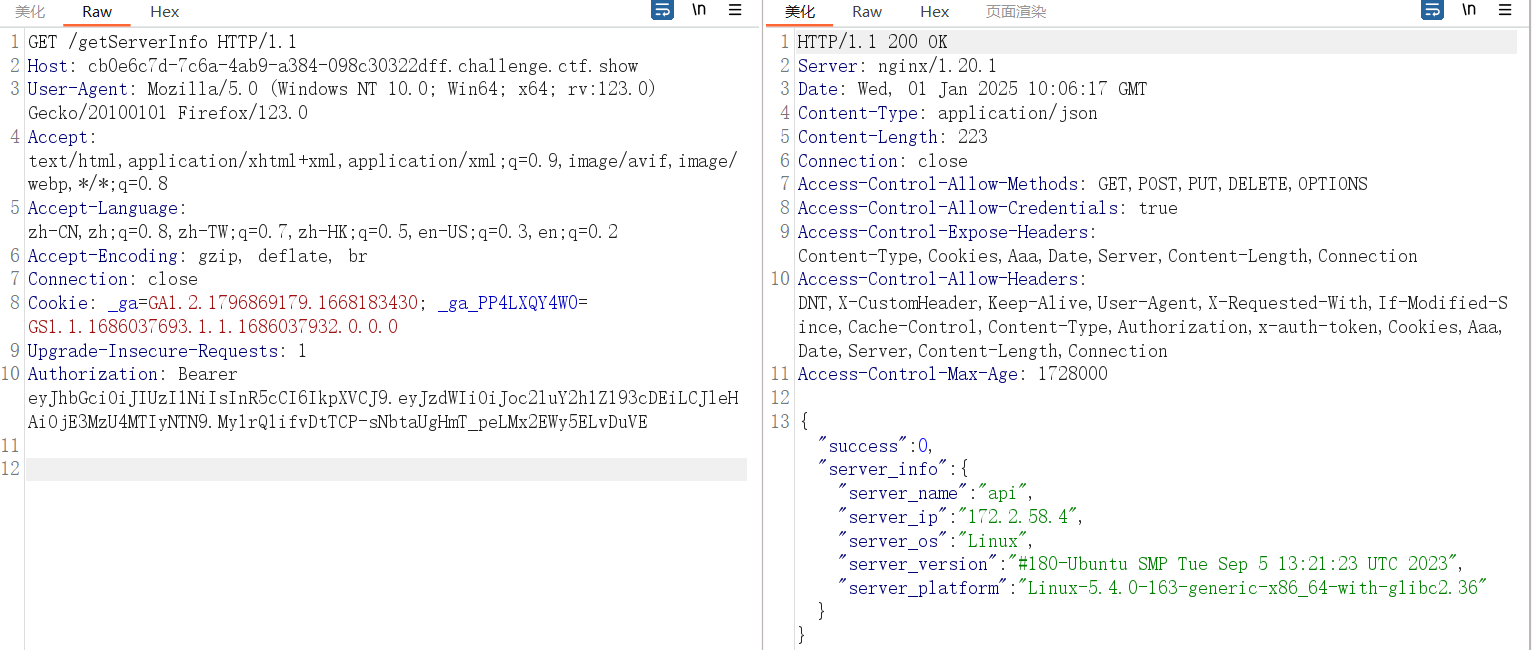 美化 Raw Hex \n
1 GET /getServerInfo HTTP/1.1
2 Host: cb0e6c7d-7c6a-4ab9-a384-098c30322dff.challenge.ctf.show
3 User-Agent: Mozilla/5.0 (Windows NT 10.0; Win64; x64; rv:123.0)
Gecko/20100101 Firefox/123.0
4 Accept:
text/html,application/xhtml+xml,application/xml;q=0.9,image/avif,image/
webp,*/*;q=0.8
5 Accept-Language:
zh-CN,zh;q=0.8,zh-TW;q=0.7,zh-HK;q=0.5,en-US;q=0.3,en;q=0.2
6 Accept-Encoding: gzip, deflate, br
7 Connection: close
8 Cookie: _ga=GA1.2.1796869179.1668183430; _ga_PP4LXQY4W0=
GS1.1.1686037693.1.1.1686037932.0.0.0
9 Upgrade-Insecure-Requests: 1
10 Authorization: Bearer
eyJhbGciOiJIUzI1NiIsInR5cCI6IkpXVCJ9.eyJzdWIiOiJoc2luY2h1Z193cDEiLCJleH
AiOjE3MzU4MTIyNTN9.My1rQ1ifvDtTCP-sNbtaUgHmT_peLMx2EWy5ELvDuVE
11
12
美化 Raw Hex 页面渲染 \n
1 HTTP/1.1 200 OK
2 Server: nginx/1.20.1
3 Date: Wed, 01 Jan 2025 10:06:17 GMT
4 Content-Type: application/json
5 Content-Length: 223
6 Connection: close
7 Access-Control-Allow-Methods: GET,POST,PUT,DELETE,OPTIONS
8 Access-Control-Allow-Credentials: true
9 Access-Control-Expose-Headers:
Content-Type,Cookies,Aaa,Date,Server,Content-Length,Connection
10 Access-Control-Allow-Headers:
DNT,X-CustomHeader,Keep-Alive,User-Agent,X-Requested-With,If-Modified-S
ince,Cache-Control,Content-Type,Authorization,x-auth-token,Cookies,Aaa,
Date,Server,Content-Length,Connection
11 Access-Control-Max-Age: 1728000
12
13 {
"success":0,
"server_info":{
"server_name":"api",
"server_ip":"172.2.58.4",
"server_os":"Linux",
"server_version":"#180-Ubuntu SMP Tue Sep 5 13:21:23 UTC 2023",
"server_platform":"Linux-5.4.0-163-generic-x86_64-with-glibc2.36"
}
}